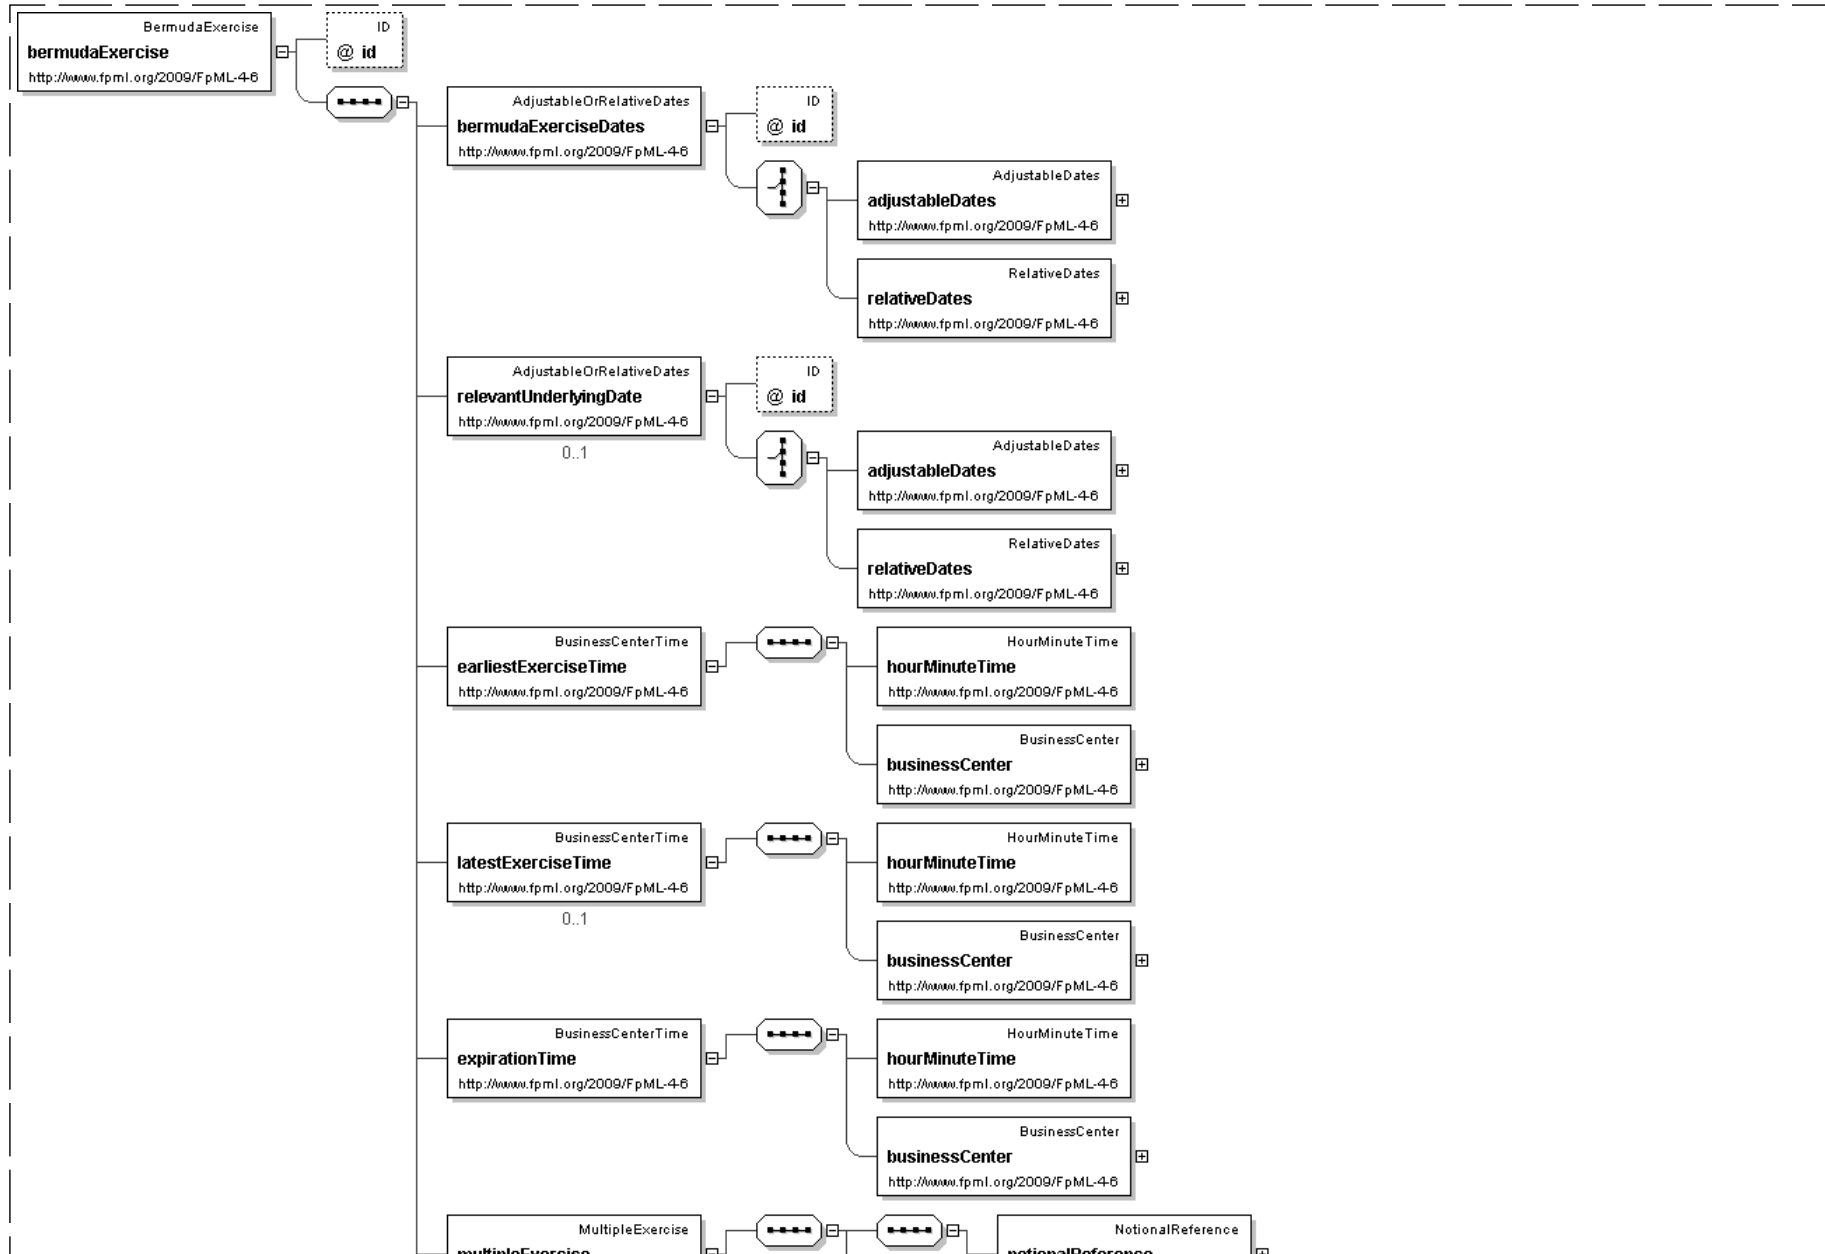 BermudaExercise
bermudaExercise
http://www.fpml.org/2009/FpML-4-6
ID
@ id
AdjustableOrRelativeDates
bermudaExerciseDates
http://www.fpml.org/2009/FpML-4-6
ID
@ id
AdjustableDates
adjustableDates
http://www.fpml.org/2009/FpML-4-6
RelativeDates
relativeDates
http://www.fpml.org/2009/FpML-4-6
AdjustableOrRelativeDates
relevantUnderlyingDate
http://www.fpml.org/2009/FpML-4-6
0..1
ID
@ id
AdjustableDates
adjustableDates
http://www.fpml.org/2009/FpML-4-6
RelativeDates
relativeDates
http://www.fpml.org/2009/FpML-4-6
BusinessCenterTime
earliestExerciseTime
http://www.fpml.org/2009/FpML-4-6
HourMinuteTime
hourMinuteTime
http://www.fpml.org/2009/FpML-4-6
BusinessCenter
businessCenter
http://www.fpml.org/2009/FpML-4-6
BusinessCenterTime
latestExerciseTime
http://www.fpml.org/2009/FpML-4-6
0..1
HourMinuteTime
hourMinuteTime
http://www.fpml.org/2009/FpML-4-6
BusinessCenter
businessCenter
http://www.fpml.org/2009/FpML-4-6
BusinessCenterTime
expirationTime
http://www.fpml.org/2009/FpML-4-6
HourMinuteTime
hourMinuteTime
http://www.fpml.org/2009/FpML-4-6
BusinessCenter
businessCenter
http://www.fpml.org/2009/FpML-4-6
MultipleExercise
multipleExercise
NotionalReference
notionalReference